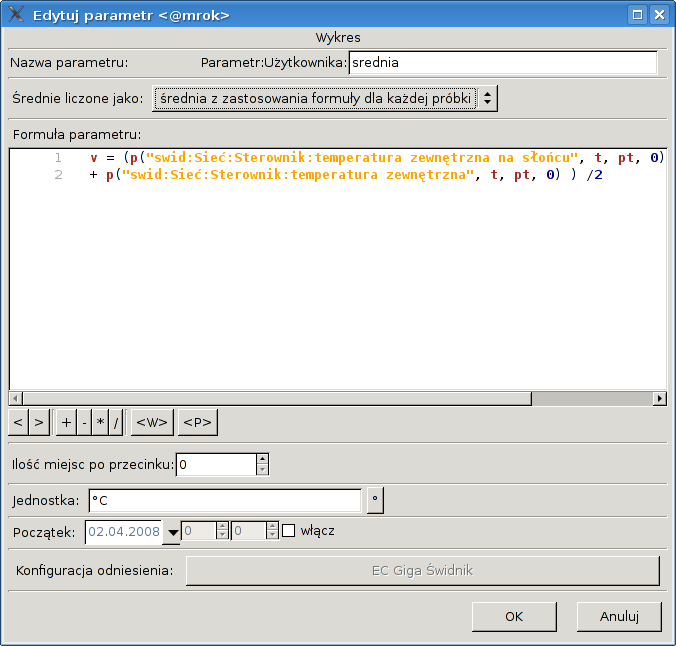 Edytuj parametr <@mrok>
Wykres
Nazwa parametru: Parametr:Użytkownika: srednia
Średnie liczone jako: średnia z zastosowania formuły dla każdej próbki
Formuła parametru:
1 v = (p("swid:Sieć:Sterownik:temperatura zewnętrzna na słońcu", t, pt, 0)
2 + p("swid:Sieć:Sterownik:temperatura zewnętrzna", t, pt, 0) ) /2
< > + - * / <W> <P>
Ilość miejsc po przecinku: 0
Jednostka: °C °
Początek: 02.04.2008 0 0 włącz
Konfiguracja odniesienia: EC Giga Świdnik
OK Anuluj